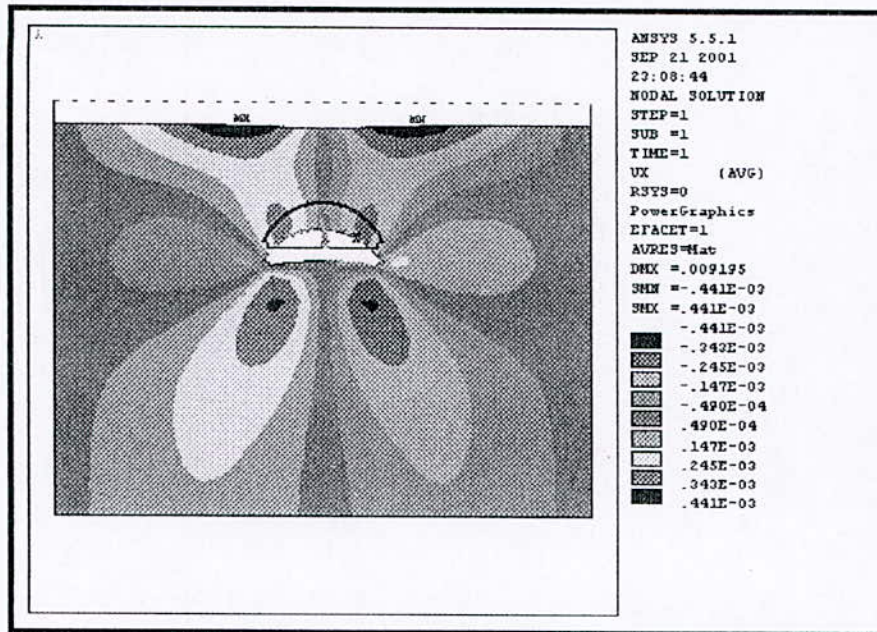 ANSYS 5.5.1
SEP 21 2001
23:08:44
NODAL SOLUTION
STEP=1
SUB =1
TIME=1
UX (AVG)
RSYS=0
PowerGraphics
EFACET=1
AVRES=Mat
DMX =.009195
SMN =-.441E-03
SMX =.441E-03
-.441E-03
-.343E-03
-.245E-03
-.147E-03
-.490E-04
.490E-04
.147E-03
.245E-03
.343E-03
.441E-03